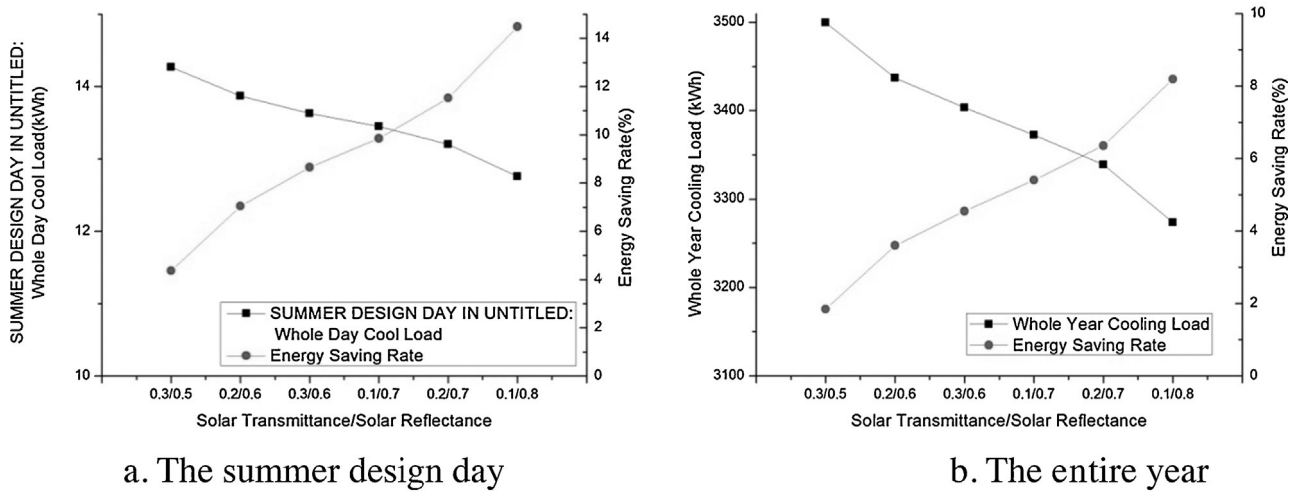 SUMMER DESIGN DAY IN UNTITLED:
Whole Day Cool Load(kWh)
14
12
10
14
12
10
8
6
4
2
0
Energy Saving Rate(%)
SUMMER DESIGN DAY IN UNTITLED:
Whole Day Cool Load
Energy Saving Rate
0.3/0.5 0.2/0.6 0.3/0.6 0.1/0.7 0.2/0.7 0.1/0.8
Solar Transmittance/Solar Reflectance
a. The summer design day
Whole Year Cooling Load (kWh)
3500
3400
3300
3200
3100
10
8
6
4
2
0
Energy Saving Rate(%)
Whole Year Cooling Load
Energy Saving Rate
0.3/0.5 0.2/0.6 0.3/0.6 0.1/0.7 0.2/0.7 0.1/0.8
Solar Transmittance/Solar Reflectance
b. The entire year